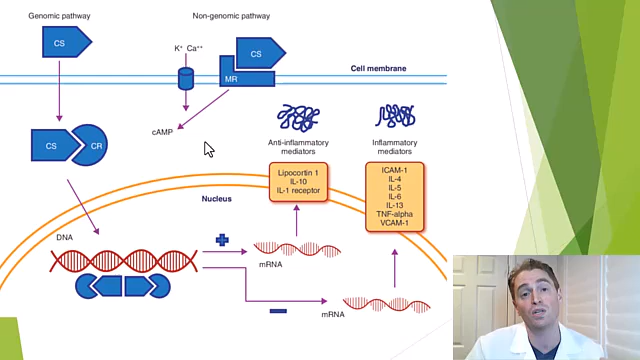 Genomic pathway
Non-genomic pathway
CS
K+ Ca++
CS
MR
Cell membrane
CS
CR
cAMP
Anti-inflammatory
mediators
Inflammatory
mediators
Lipocortin 1
IL-10
IL-1 receptor
ICAM-1
IL-4
IL-5
IL-6
IL-13
TNF-alpha
VCAM-1
Nucleus
DNA
mRNA
mRNA